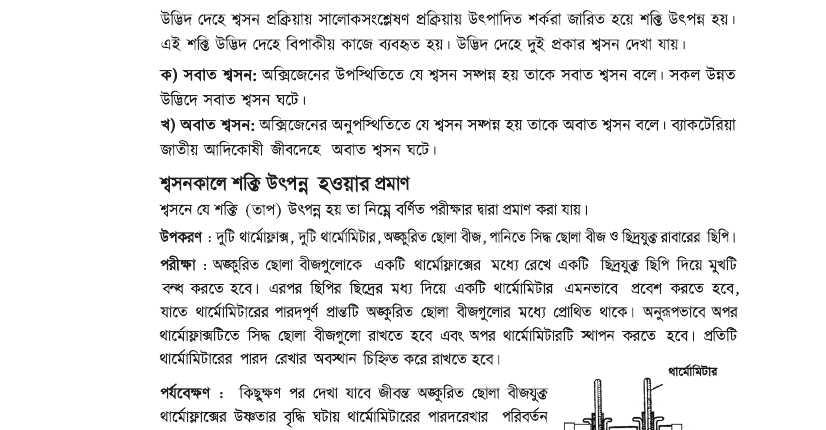 উদ্ভিদ দেহে শ্বসন প্রক্রিয়ায় সালোকসংশ্লেষণ প্রক্রিয়ায় উৎপাদিত শর্করা জারিত হয়ে শক্তি উৎপন্ন হয়।
এই শক্তি উদ্ভিদ দেহে বিপাকীয় কাজে ব্যবহৃত হয়। উদ্ভিদ দেহে দুই প্রকার শ্বসন দেখা যায়।
ক) সবাত শ্বসন: অক্সিজেনের উপস্থিতিতে যে শ্বসন সম্পন্ন হয় তাকে সবাত শ্বসন বলে। সকল উন্নত
উদ্ভিদে সবাত শ্বসন ঘটে।
খ) অবাত শ্বসন: অক্সিজেনের অনুপস্থিতিতে যে শ্বসন সম্পন্ন হয় তাকে অবাত শ্বসন বলে। ব্যাকটেরিয়া
জাতীয় আদিকোষী জীবদেহে অবাত শ্বসন ঘটে।
শ্বসনকালে শক্তি উৎপন্ন হওয়ার প্রমাণ
শ্বসনে যে শক্তি (তাপ) উৎপন্ন হয় তা নিম্নে বর্ণিত পরীক্ষার দ্বারা প্রমাণ করা যায়।
উপকরণ : দুটি থার্মোফ্লাক্স, দুটি থার্মোমিটার, অঙ্কুরিত ছোলা বীজ, পানিতে সিদ্ধ ছোলা বীজ ও ছিদ্রযুক্ত রাবারের ছিপি।
পরীক্ষা : অঙ্কুরিত ছোলা বীজগুলোকে একটি থার্মোফ্লাক্সের মধ্যে রেখে একটি ছিদ্রযুক্ত ছিপি দিয়ে মুখটি
বন্ধ করতে হবে। এরপর ছিপির ছিদ্রের মধ্য দিয়ে একটি থার্মোমিটার এমনভাবে প্রবেশ করতে হবে,
যাতে থার্মোমিটারের পারদপূর্ণ প্রান্তটি অঙ্কুরিত ছোলা বীজগুলোর মধ্যে প্রোথিত থাকে। অনুরূপভাবে অপর
থার্মোফ্লাক্সটিতে সিদ্ধ ছোলা বীজগুলো রাখতে হবে এবং অপর থার্মোমিটারটি স্থাপন করতে হবে। প্রতিটি
থার্মোমিটারের পারদ রেখার অবস্থান চিহ্নিত করে রাখতে হবে।
থার্মোমিটার
পর্যবেক্ষণ : কিছুক্ষণ পর দেখা যাবে জীবন্ত অঙ্কুরিত ছোলা বীজযুক্ত
থার্মোফ্লাক্সের উষ্ণতার বৃদ্ধি ঘটায় থার্মোমিটারের পারদরেখার পরিবর্তন